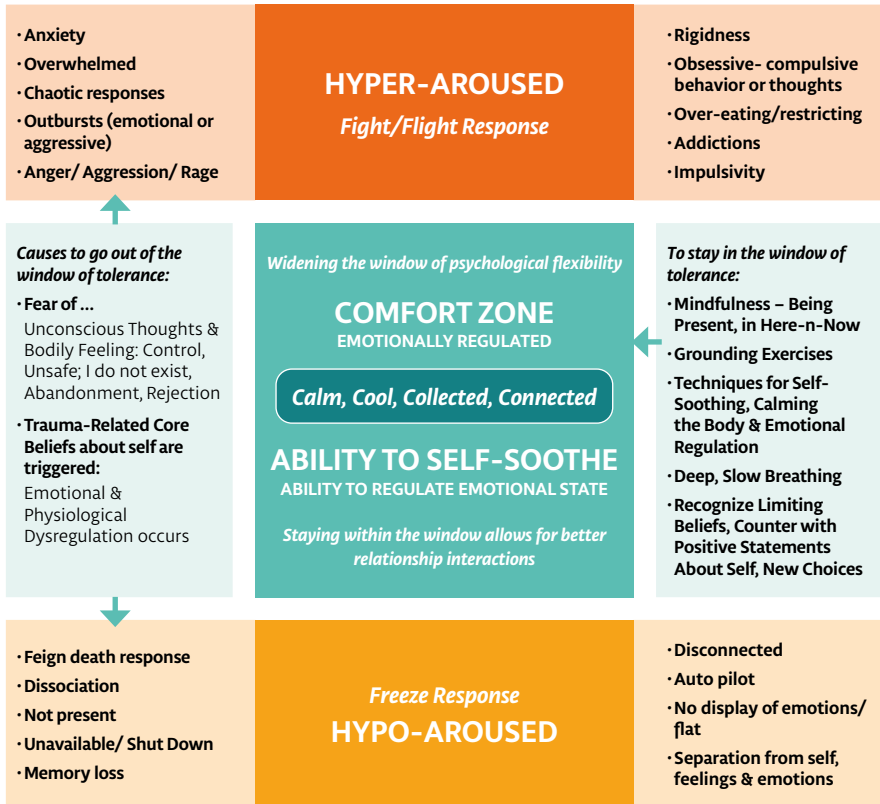 · Anxiety
· Overwhelmed
· Chaotic responses
· Outbursts (emotional or
aggressive)
· Anger/ Aggression/ Rage
HYPER-AROUSED
Fight/Flight Response
· Rigidness
· Obsessive- compulsive
behavior or thoughts
· Over-eating/restricting
· Addictions
· Impulsivity
Causes to go out of the
window of tolerance:
· Fear of ...
Unconscious Thoughts &
Bodily Feeling: Control,
Unsafe; I do not exist,
Abandonment, Rejection
· Trauma-Related Core
Beliefs about self are
triggered:
Emotional &
Physiological
Dysregulation occurs
Widening the window of psychological flexibility
COMFORT ZONE
EMOTIONALLY REGULATED
Calm, Cool, Collected, Connected
ABILITY TO SELF-SOOTHE
ABILITY TO REGULATE EMOTIONAL STATE
Staying within the window allows for better
relationship interactions
To stay in the window of
tolerance:
· Mindfulness – Being
Present, in Here-n-Now
· Grounding Exercises
· Techniques for Self-
Soothing, Calming
the Body & Emotional
Regulation
· Deep, Slow Breathing
· Recognize Limiting
Beliefs, Counter with
Positive Statements
About Self, New Choices
· Feign death response
· Dissociation
· Not present
· Unavailable/ Shut Down
· Memory loss
Freeze Response
HYPO-AROUSED
· Disconnected
· Auto pilot
· No display of emotions/
flat
· Separation from self,
feelings & emotions